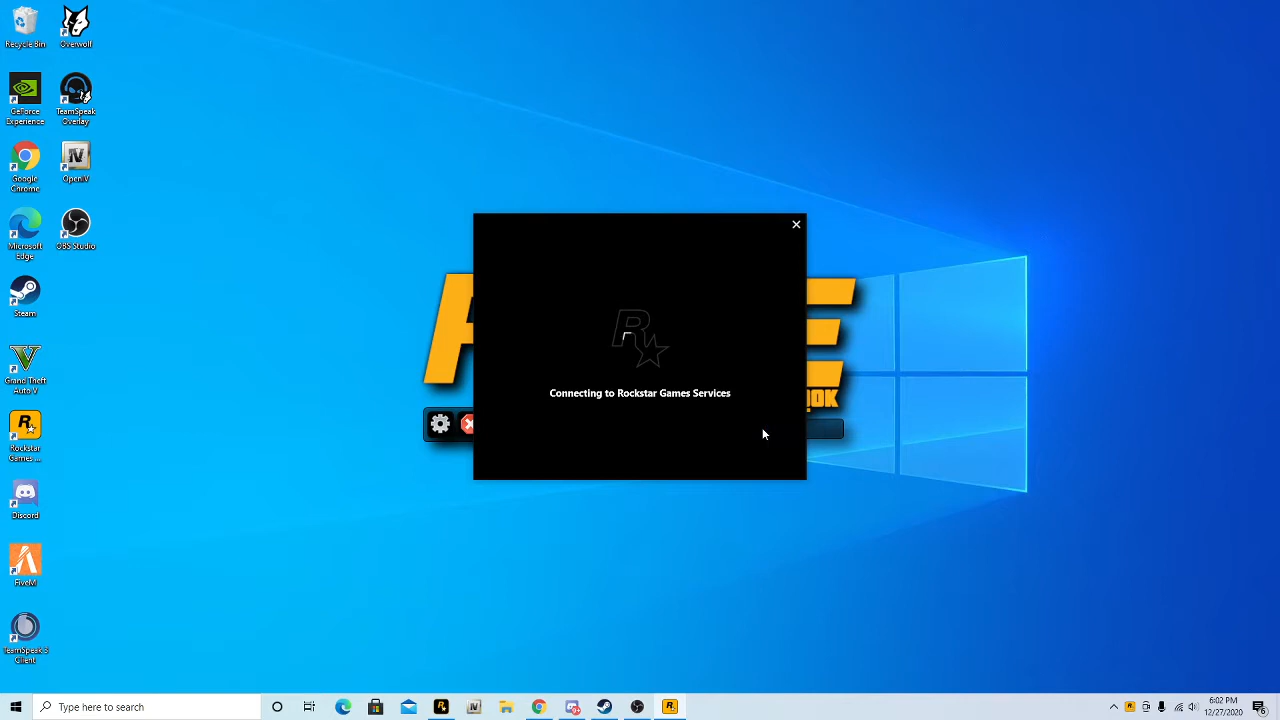 Recycle Bin
Overwolf
GeForce
Experience
TeamSpeak
Overlay
Google
Chrome
OpenIV
Microsoft
Edge
OBS Studio
Steam
Grand Theft
Auto V
Rockstar
Games ...
Discord
FiveM
TeamSpeak 3
Client
Connecting to Rockstar Games Services
Type here to search
6:02 PM
12/27/2020